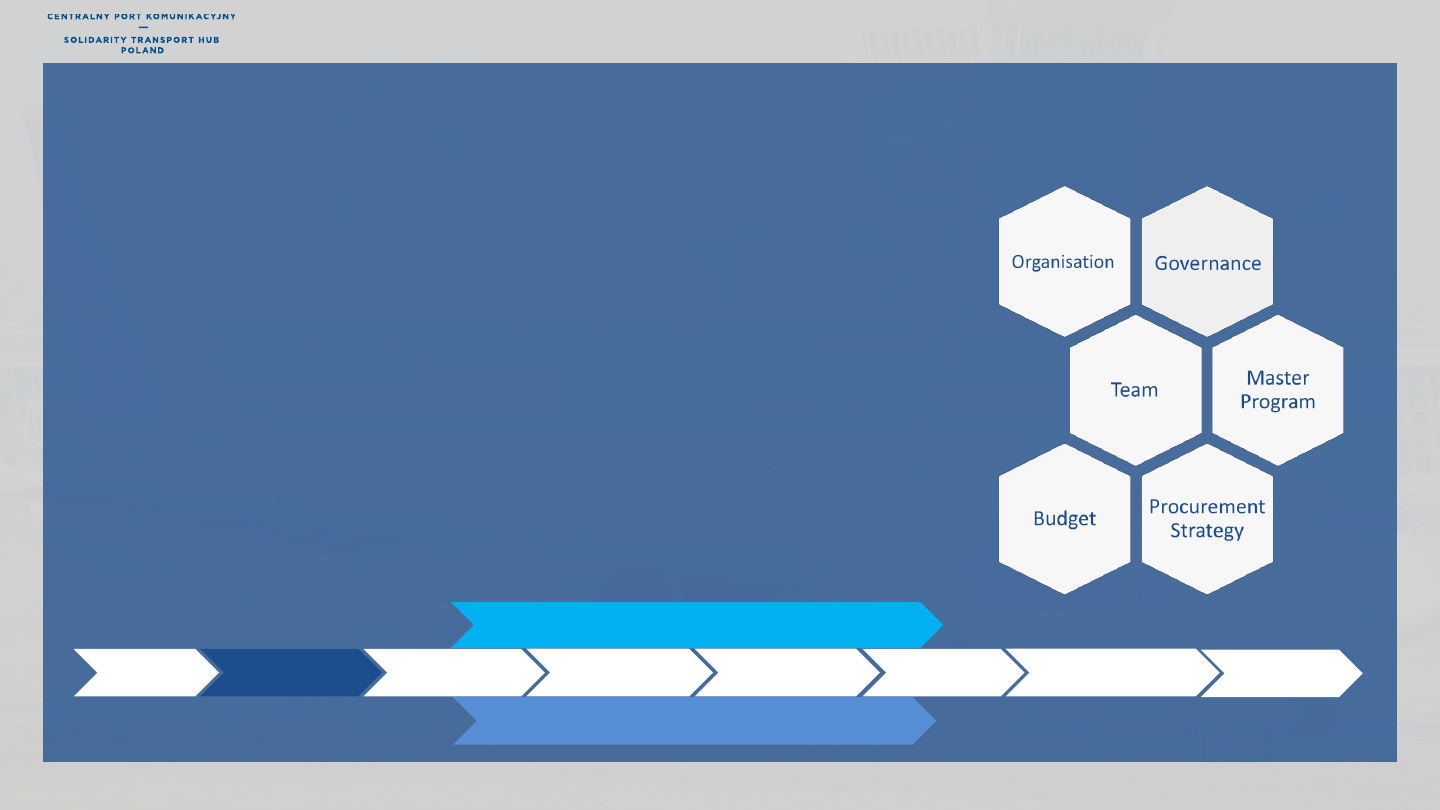 CENTRALNY PORT KOMUNIKACYJNY
—
SOLIDARITY TRANSPORT HUB
POLAND
Organisation
Governance
Team
Master
Program
Budget
Procurement
Strategy